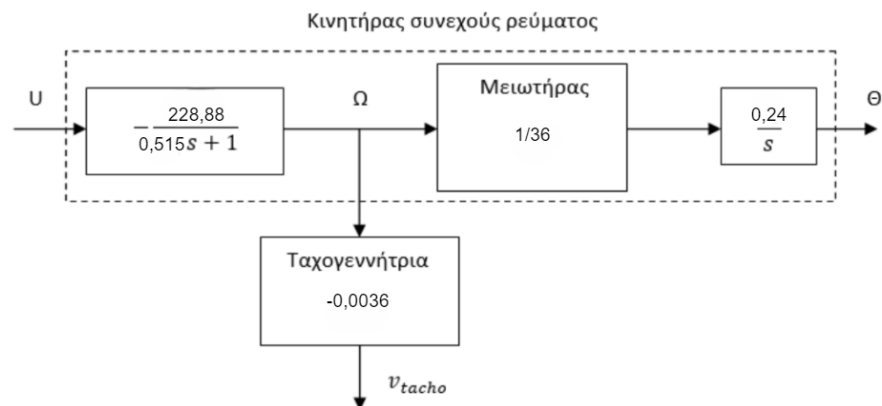 Κινητήρας συνεχούς ρεύματος
U
- 228,88
0,515s + 1
Ω
Μειωτήρας
1/36
0,24
s
Θ
Ταχογεννήτρια
-0,0036
v_tacho